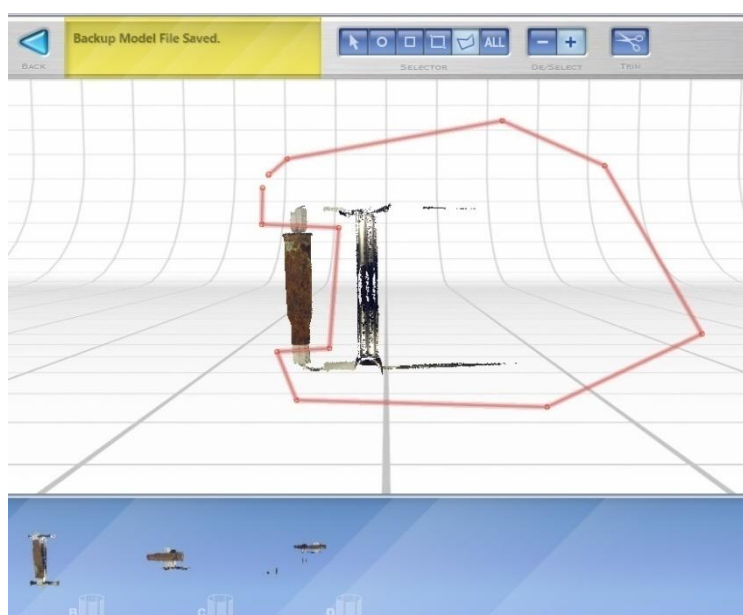 Backup Model File Saved.
ALL
BACK
SELECTOR
DE/SELECT
TRIM
B
C
D